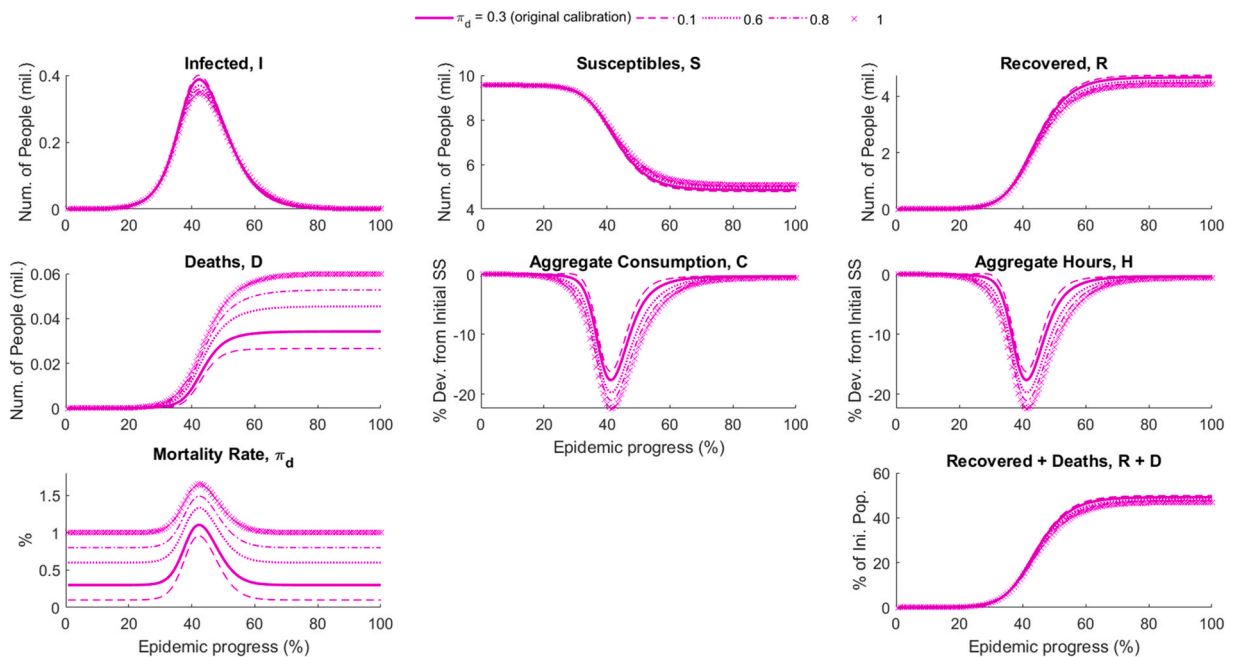 π_d = 0.3 (original calibration) 0.1 0.6 0.8 1
Infected, I
Num. of People (mil.)
0.4
0.2
0
0 20 40 60 80 100
Susceptibles, S
Num. of People (mil.)
10
8
6
4
0 20 40 60 80 100
Recovered, R
Num. of People (mil.)
4
2
0
0 20 40 60 80 100
Deaths, D
Num. of People (mil.)
0.06
0.04
0.02
0
0 20 40 60 80 100
Aggregate Consumption, C
% Dev. from Initial SS
0
-10
-20
0 20 40 60 80 100
Epidemic progress (%)
Aggregate Hours, H
% Dev. from Initial SS
0
-10
-20
0 20 40 60 80 100
Mortality Rate, π_d
%
1.5
1
0.5
0
0 20 40 60 80 100
Epidemic progress (%)
Recovered + Deaths, R + D
% of Ini. Pop.
60
40
20
0
0 20 40 60 80 100
Epidemic progress (%)